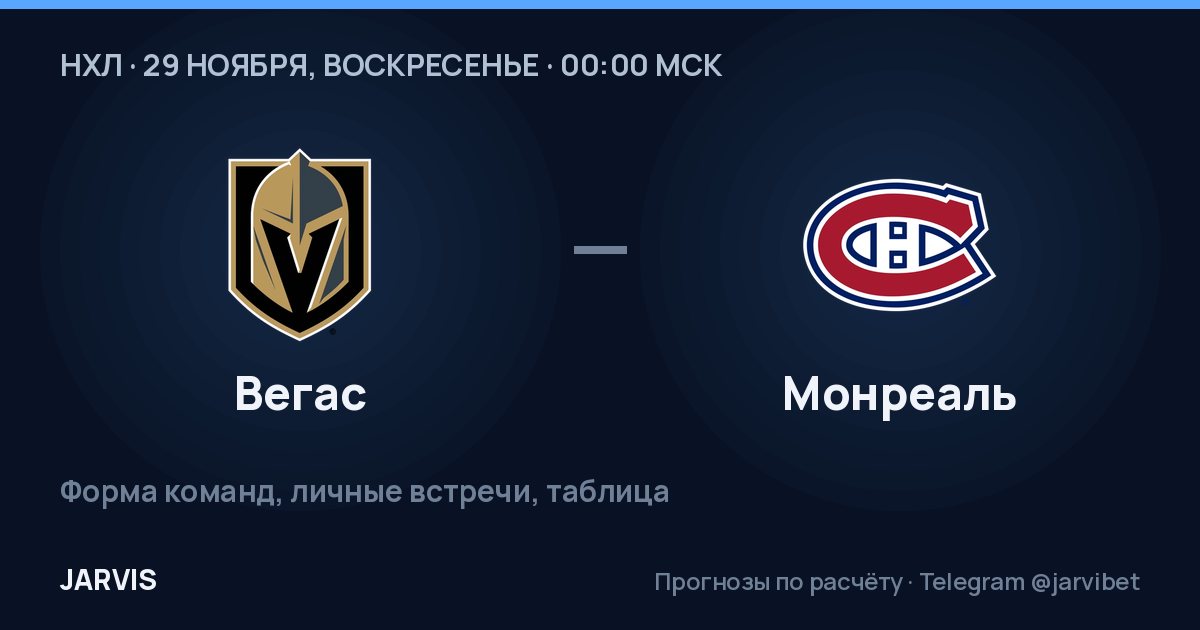 НХЛ · 29 НОЯБРЯ, ВОСКРЕСЕНЬЕ · 00:00 МСК
—
Вегас
Монреаль
Форма команд, личные встречи, таблица
JARVIS
Прогнозы по расчёту · Telegram @jarvibet